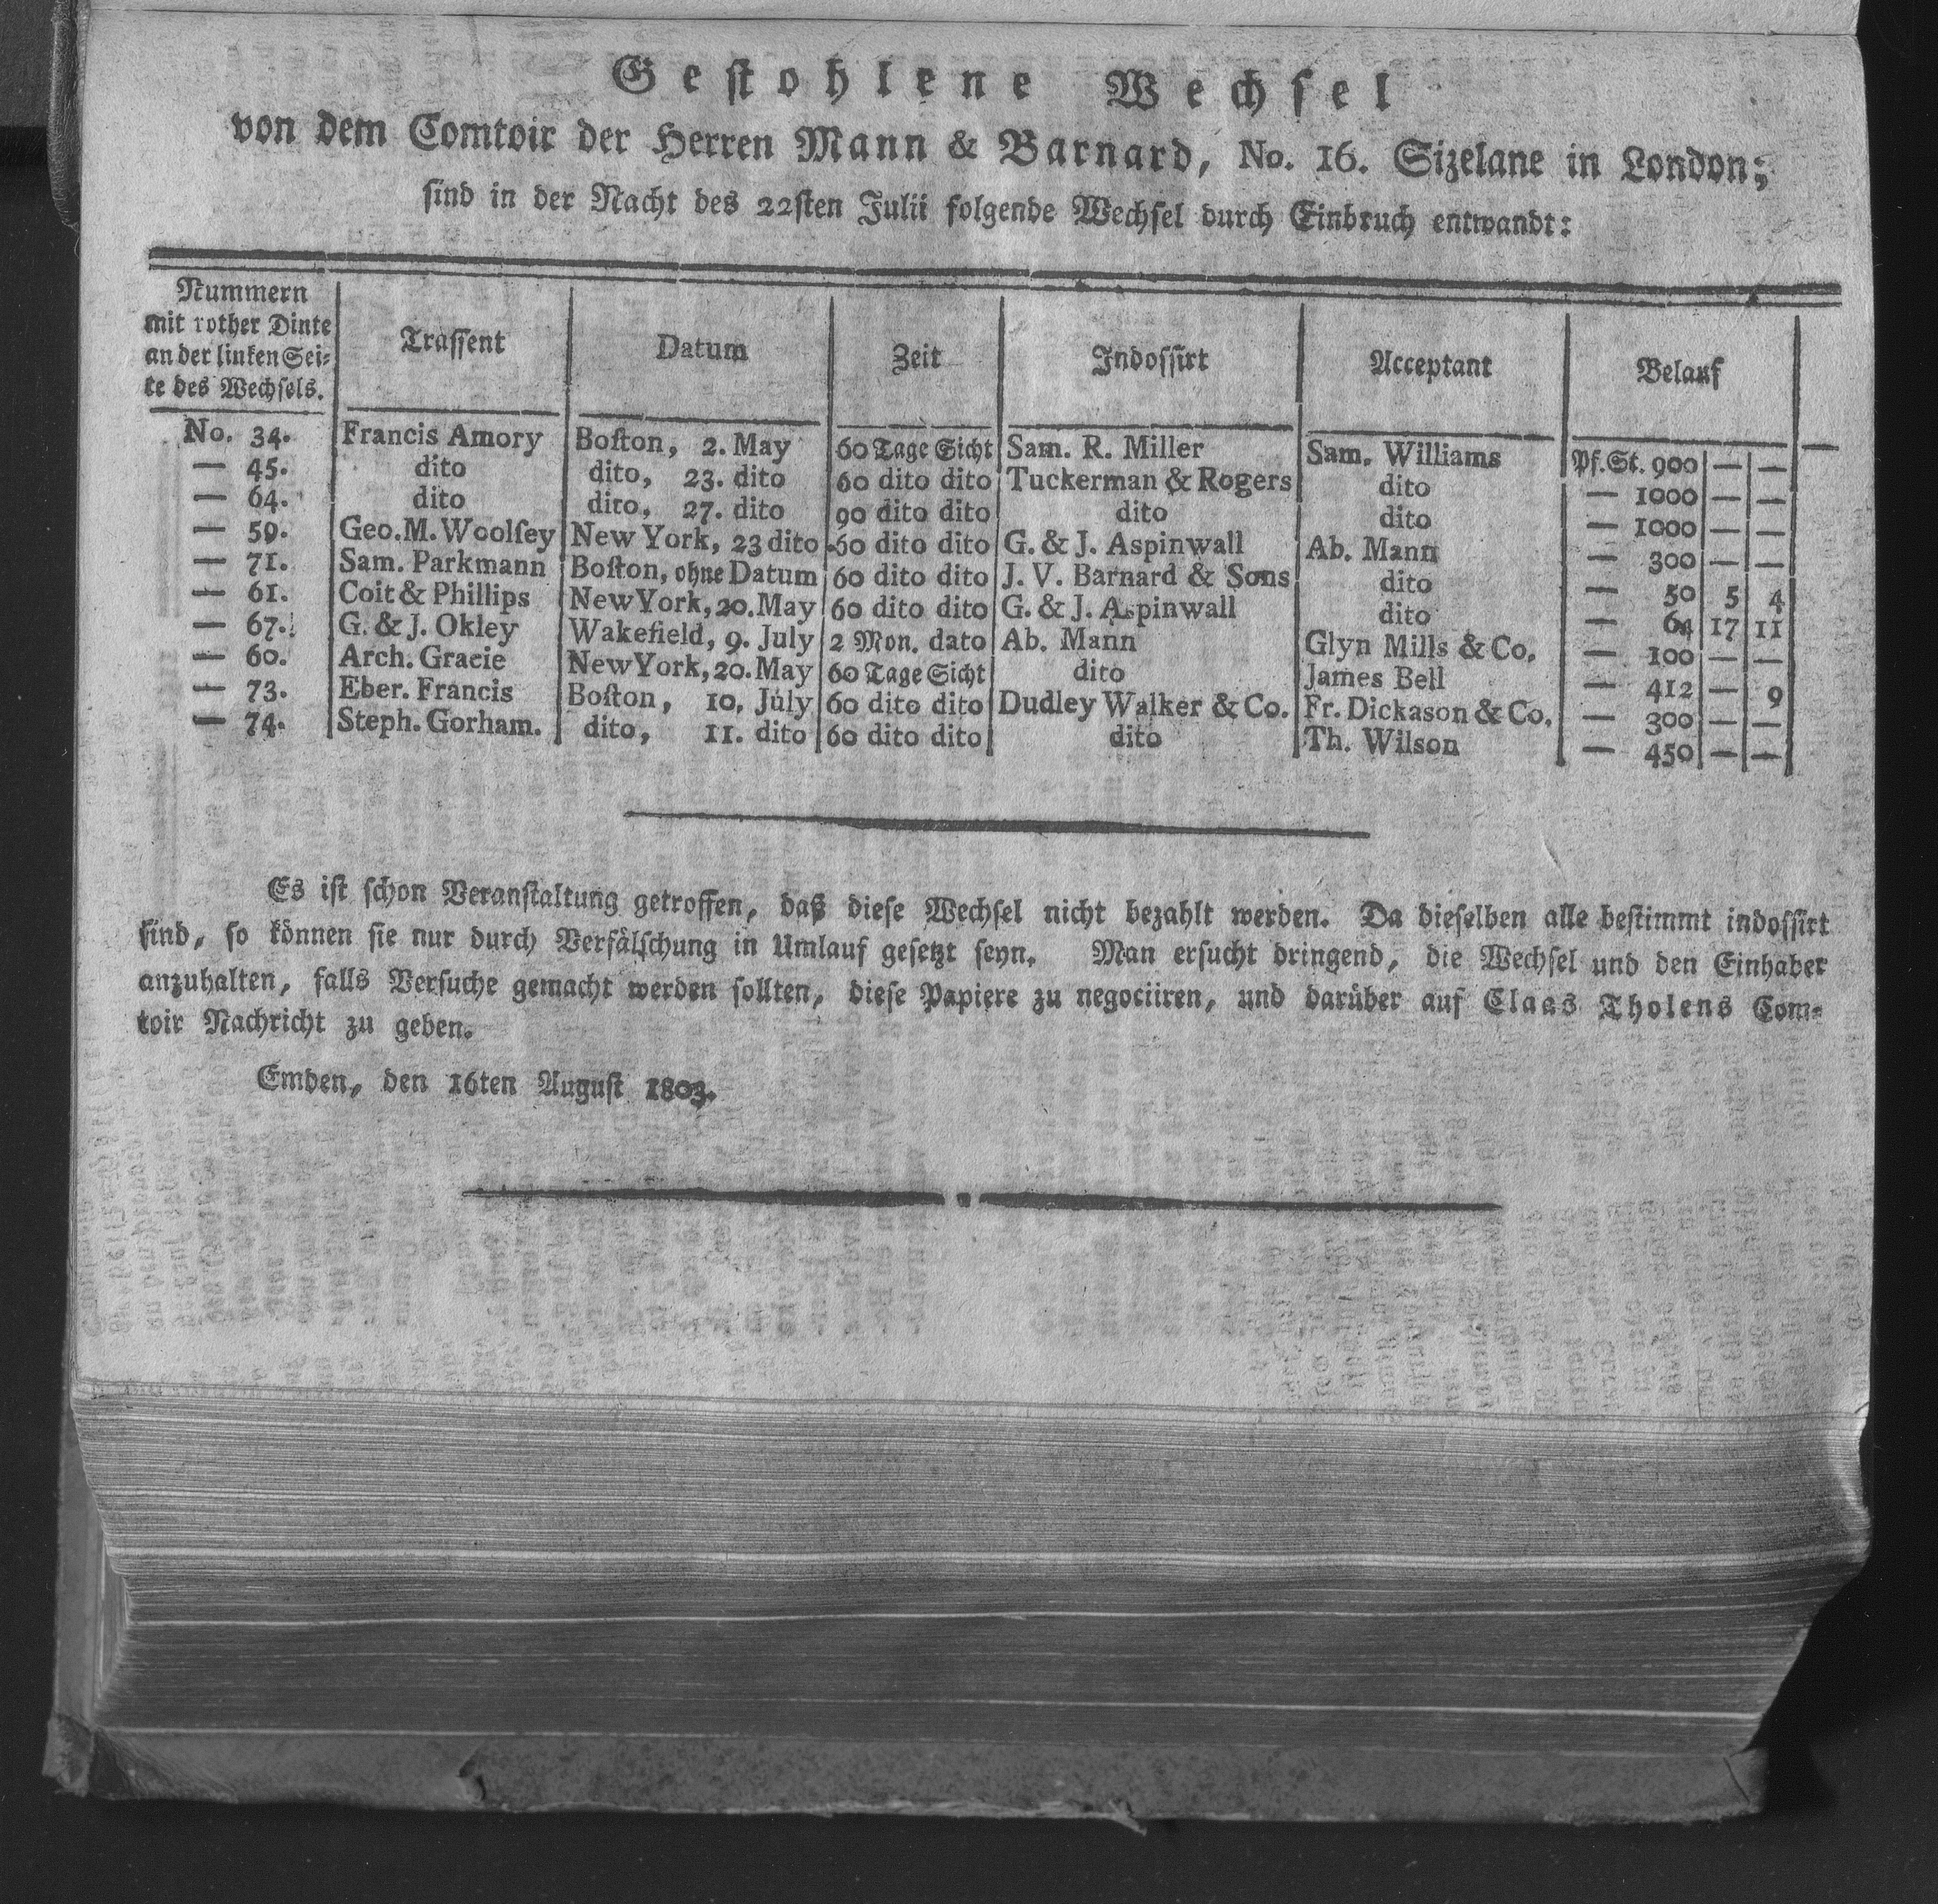 Gestohlene Wechsel
von dem Comtoir der Herren Mann & Barnard, No. 16. Sizelane in London;
sind in der Nacht des 22sten Julii folgende Wechsel durch Einbruch entwandt:
Nummern mit rother Dinte an der linken Sei⸗ te des Wechsels. Trassent Datum Zeit Indossirt Acceptant Belauf
No. 34. Francis Amory Boſton, 2. May 60 Tage Sicht Sam. R. Miller Sam. Williams Pf.St. 900 — —
— 45. dito dito, 23. dito 60 dito dito Tuckerman & Rogers dito — 1000 — —
— 64. dito dito, 27. dito 90 dito dito dito dito — 1000 — —
— 59. Geo. M. Woolſey New York, 23 dito 60 dito dito G. & J. Aspinwall Ab. Mann — 300 — —
— 71. Sam. Parkmann Boſton, ohne Datum 60 dito dito J. V. Barnard & Sons dito — 50 5 4
— 61. Coit & Phillips New York, 20. May 60 dito dito G. & J. Aspinwall dito — 64 17 11
— 67. G. & J. Okley Wakefield, 9. July 2 Mon. dato Ab. Mann Glyn Mills & Co. — 100 — —
— 60. Arch. Gracie New York, 20. May 60 Tage Sicht dito James Bell — 412 — 9
— 73. Eber. Francis Boſton, 10. July 60 dito dito Dudley Walker & Co. Fr. Dickason & Co. — 300 — —
— 74. Steph. Gorham. dito, 11. dito 60 dito dito dito Th. Wilson — 450 — —
Es ist schon Veranstaltung getroffen, daß diese Wechsel nicht bezahlt werden. Da dieselben alle bestimmt indossirt
sind, so können sie nur durch Verfälschung in Umlauf gesetzt seyn. Man ersucht dringend, die Wechsel und den Einhaber
anzuhalten, falls Versuche gemacht werden sollten, diese Papiere zu negociiren, und darüber auf Claas Tholens Com⸗
toir Nachricht zu geben.
Emden, den 16ten August 1803.